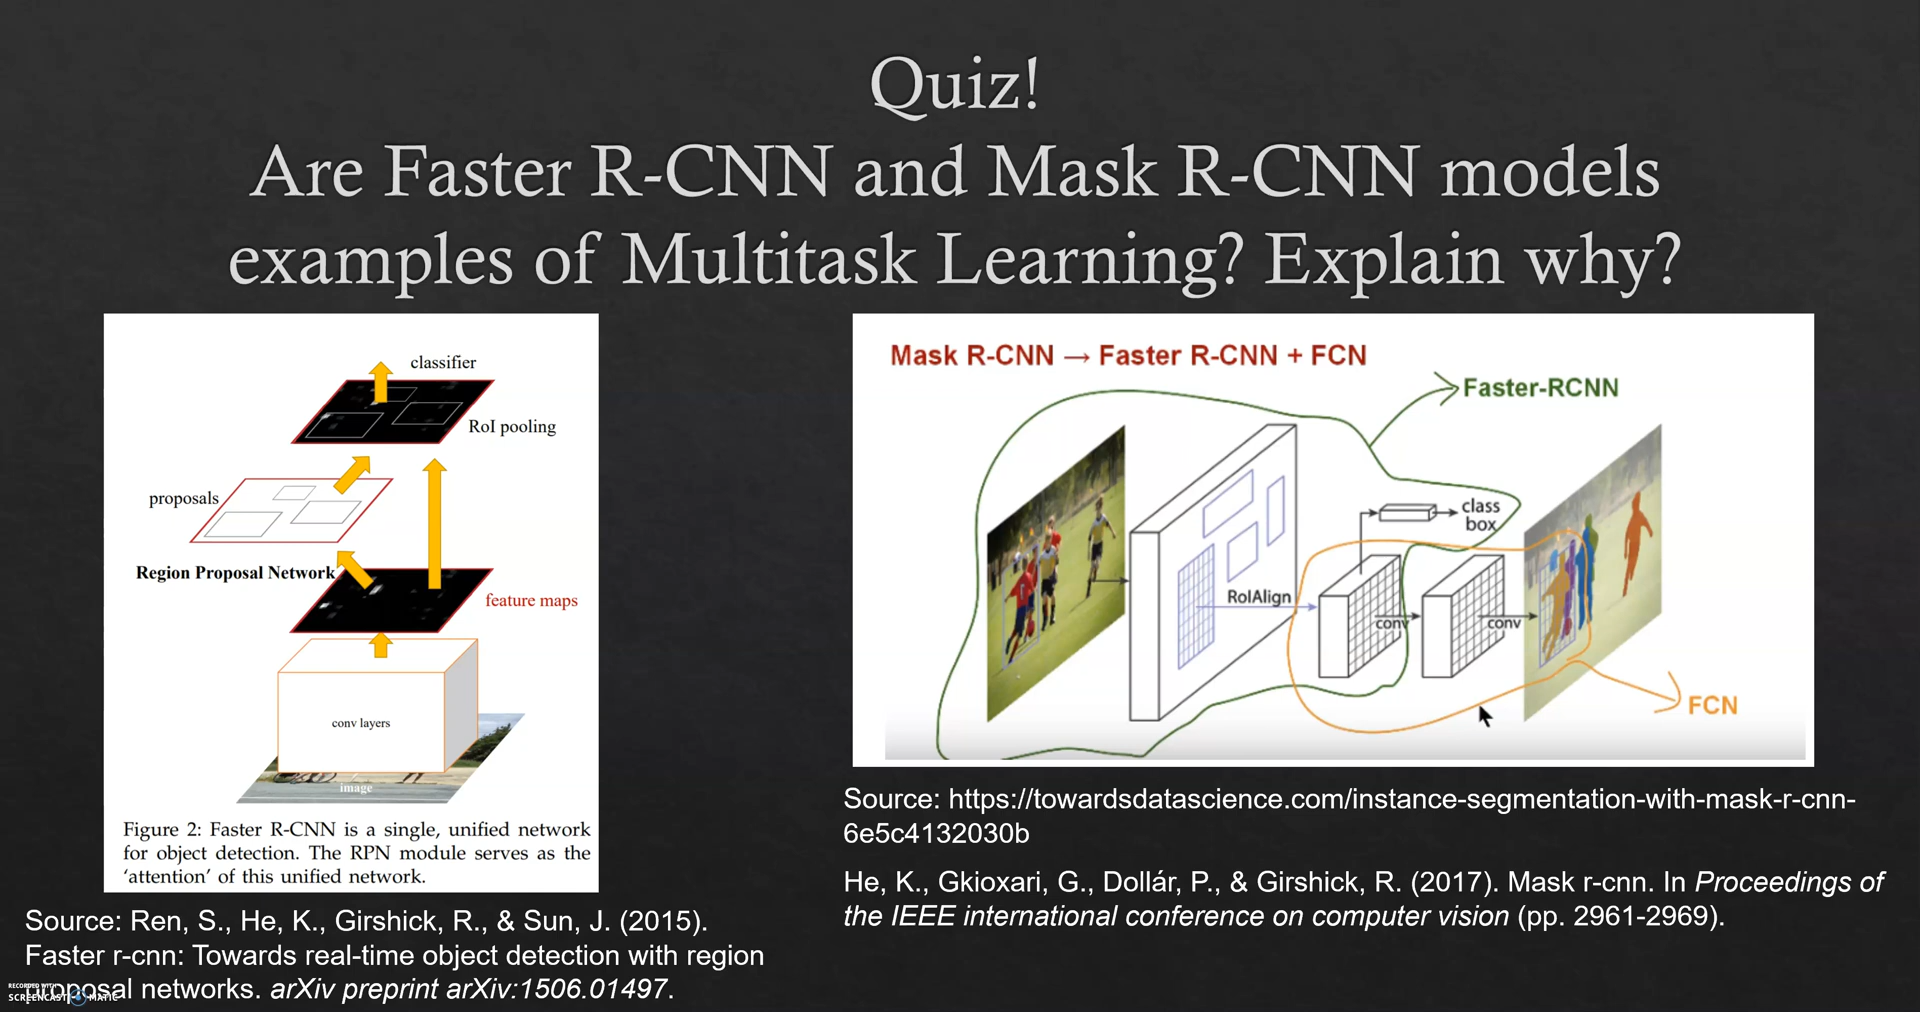 Quiz!
Are Faster R-CNN and Mask R-CNN models
examples of Multitask Learning? Explain why?
classifier
RoI pooling
proposals
Region Proposal Network
feature maps
conv layers
image
Figure 2: Faster R-CNN is a single, unified network
for object detection. The RPN module serves as the
‘attention’ of this unified network.
Source: Ren, S., He, K., Girshick, R., & Sun, J. (2015).
Faster r-cnn: Towards real-time object detection with region
proposal networks. arXiv preprint arXiv:1506.01497.
RECORDED WITH
SCREENCAST MATIC
Mask R-CNN → Faster R-CNN + FCN
Faster-RCNN
class
box
RoIAlign
conv
conv
FCN
Source: https://towardsdatascience.com/instance-segmentation-with-mask-r-cnn-
6e5c4132030b
He, K., Gkioxari, G., Dollár, P., & Girshick, R. (2017). Mask r-cnn. In Proceedings of
the IEEE international conference on computer vision (pp. 2961-2969).